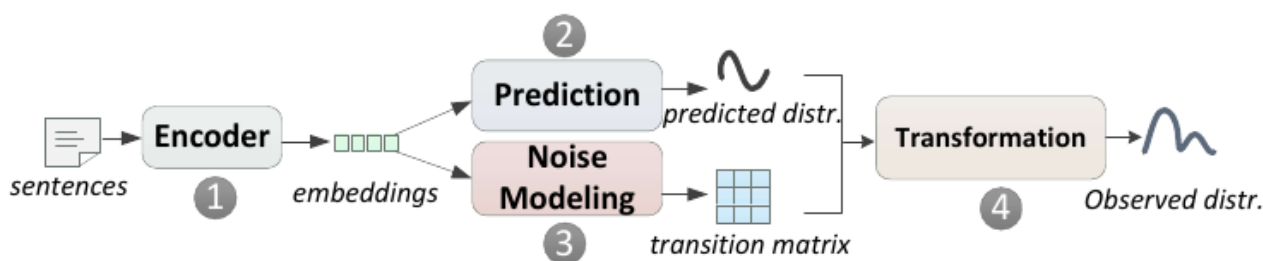 sentences
Encoder
1
embeddings
2
Prediction
predicted distr.
Noise
Modeling
3
transition matrix
Transformation
4
Observed distr.